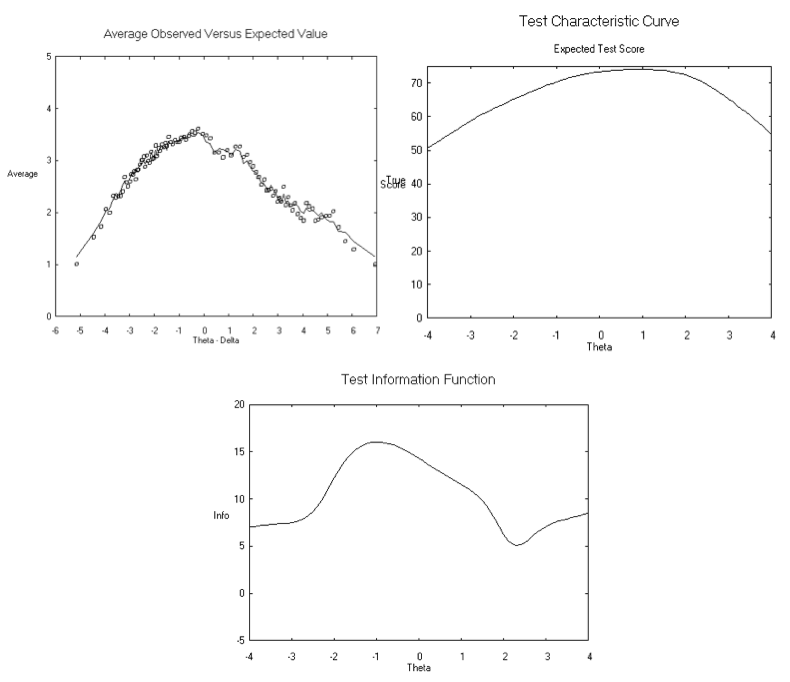 Average Observed Versus Expected Value
5
4
3
2
1
0
Average
-6 -5 -4 -3 -2 -1 0 1 2 3 4 5 6 7
Theta - Delta
Test Characteristic Curve
Expected Test Score
70
60
50
40
30
20
10
0
True
Score
-4 -3 -2 -1 0 1 2 3 4
Theta
Test Information Function
20
15
10
5
0
-5
Info
-4 -3 -2 -1 0 1 2 3 4
Theta